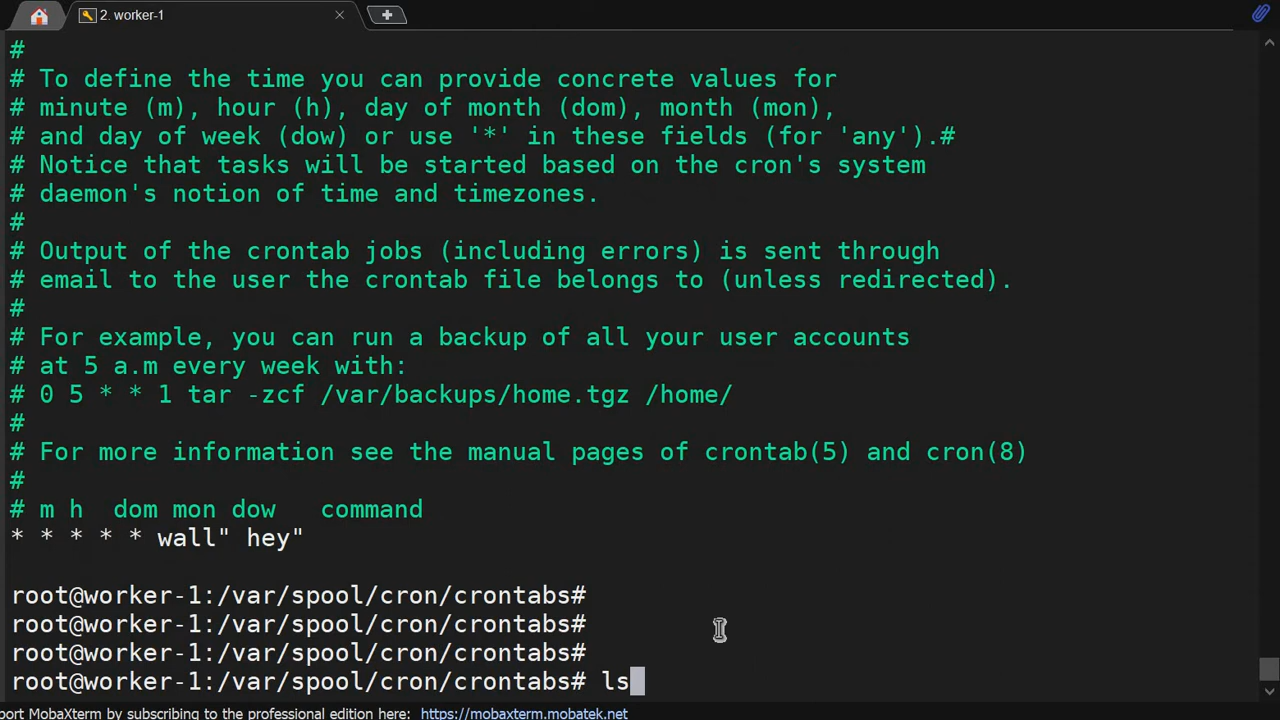 2. worker-1
#
# To define the time you can provide concrete values for
# minute (m), hour (h), day of month (dom), month (mon),
# and day of week (dow) or use '*' in these fields (for 'any').#
# Notice that tasks will be started based on the cron's system
# daemon's notion of time and timezones.
#
# Output of the crontab jobs (including errors) is sent through
# email to the user the crontab file belongs to (unless redirected).
#
# For example, you can run a backup of all your user accounts
# at 5 a.m every week with:
# 0 5 * * 1 tar -zcf /var/backups/home.tgz /home/
#
# For more information see the manual pages of crontab(5) and cron(8)
#
# m h  dom mon dow   command
* * * * * wall" hey"
root@worker-1:/var/spool/cron/crontabs#
root@worker-1:/var/spool/cron/crontabs#
root@worker-1:/var/spool/cron/crontabs#
root@worker-1:/var/spool/cron/crontabs# ls
port MobaXterm by subscribing to the professional edition here: https://mobaxterm.mobatek.net